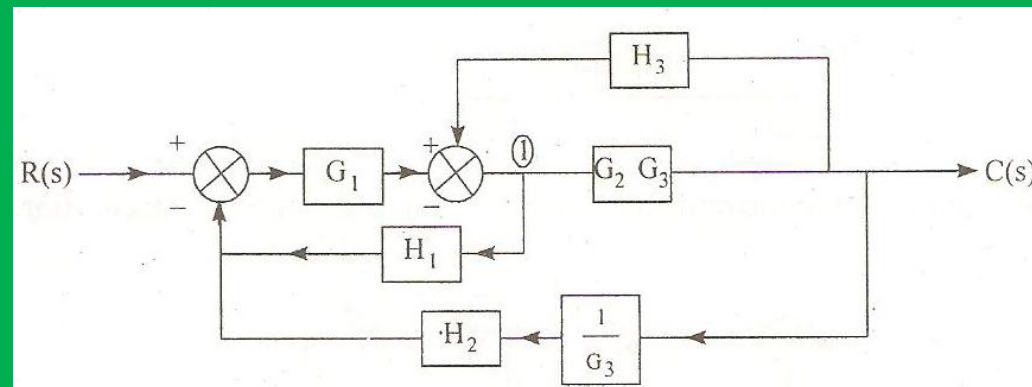 H₃
+
+
①
R(s)
G₁
G₂ G₃
C(s)
−
−
H₁
·H₂
1
G₃